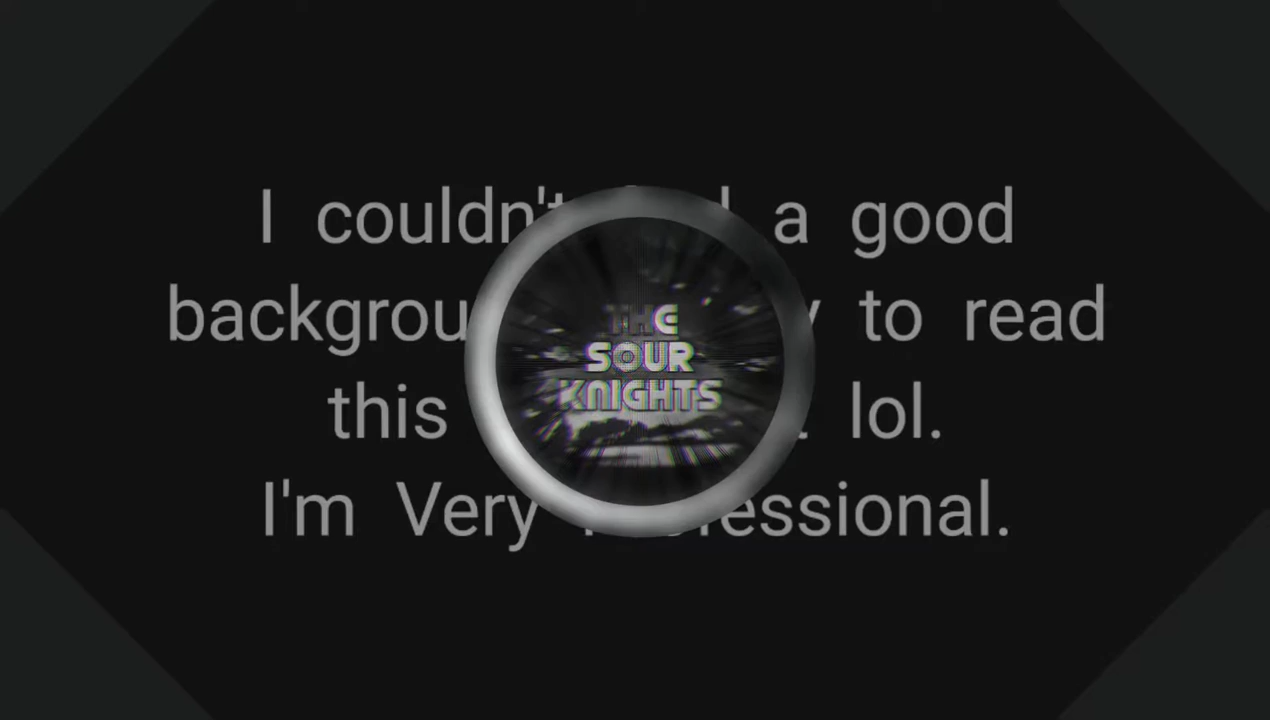 I couldn't a good
to read
this lol.
I'm Very
THE
SOUR
KNIGHTS